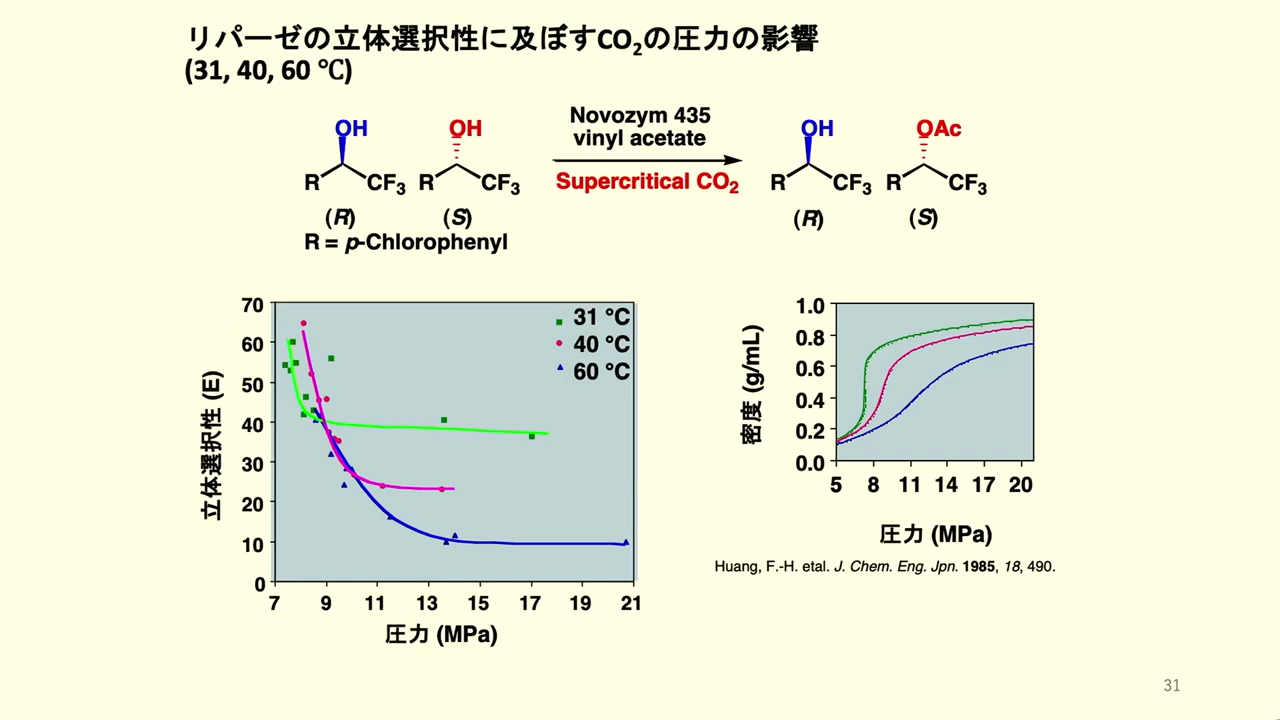 リパーゼの立体選択性に及ぼすCO2の圧力の影響
(31, 40, 60 ℃)
OH OH Novozym 435 OH OAc
vinyl acetate
R CF3 R CF3 Supercritical CO2 R CF3 R CF3
(R) (S) (R) (S)
R = p-Chlorophenyl
立体選択性 (E)
70
60
50
40
30
20
10
0
7 9 11 13 15 17 19 21
圧力 (MPa)
31 °C
40 °C
60 °C
密度 (g/mL)
1.0
0.8
0.6
0.4
0.2
0.0
5 8 11 14 17 20
圧力 (MPa)
Huang, F.-H. etal. J. Chem. Eng. Jpn. 1985, 18, 490.
31